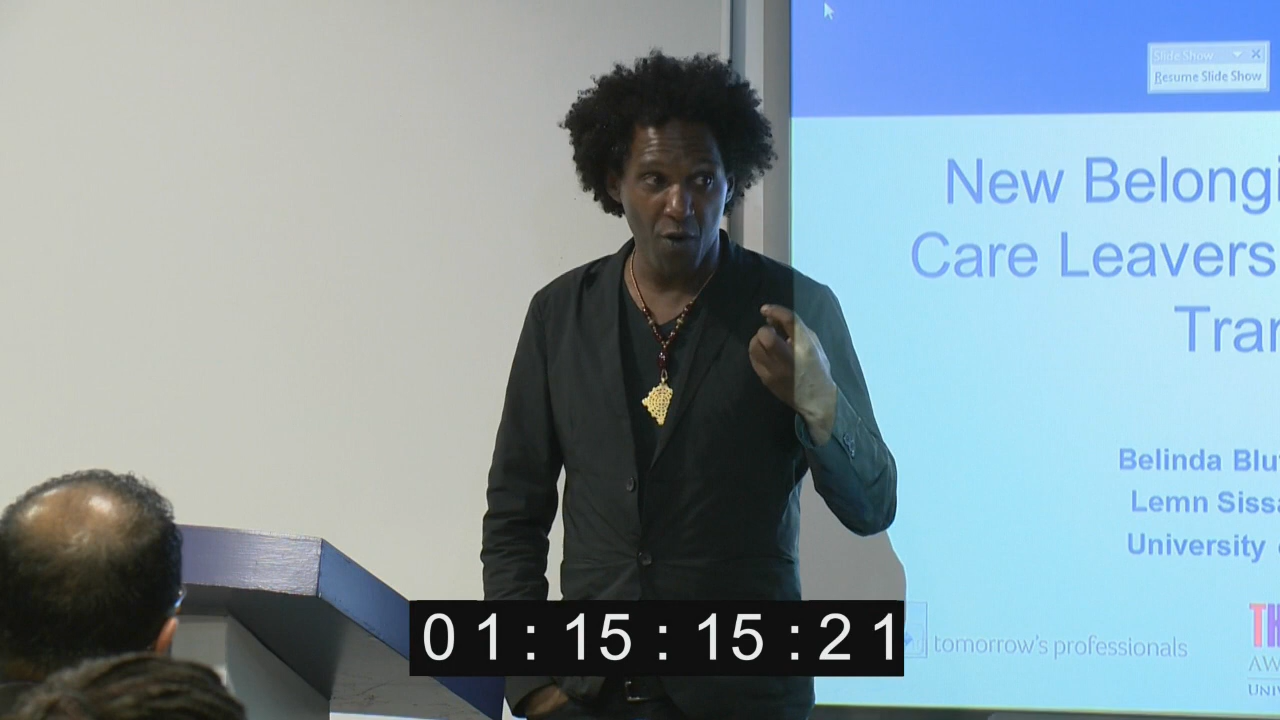 Slide Show
Resume Slide Show
New Belongi
Care Leavers
Tran
Belinda Blu
Lemn Siss
University
tomorrow's professionals
TH
AW
UNIV
01:15:15:21